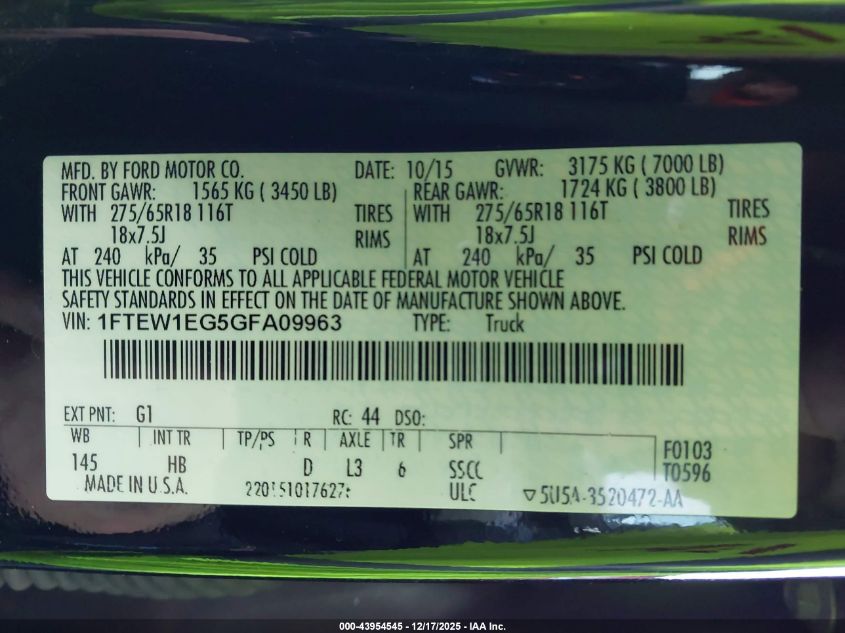 MFD. BY FORD MOTOR CO. DATE: 10/15 GVWR: 3175 KG ( 7000 LB)
FRONT GAWR: 1565 KG ( 3450 LB) REAR GAWR: 1724 KG ( 3800 LB)
WITH 275/65R18 116T TIRES WITH 275/65R18 116T TIRES
18x7.5J RIMS 18x7.5J RIMS
AT 240 kPa/ 35 PSI COLD AT 240 kPa/ 35 PSI COLD
THIS VEHICLE CONFORMS TO ALL APPLICABLE FEDERAL MOTOR VEHICLE
SAFETY STANDARDS IN EFFECT ON THE DATE OF MANUFACTURE SHOWN ABOVE.
VIN: 1FTEW1EG5GFA09963 TYPE: Truck
EXT PNT: G1 RC: 44 DSO:
WB INT TR TP/PS R AXLE TR SPR F0103
145 HB D L3 6 SSCC T0596
MADE IN U.S.A. ULC 5U5A-3520472-AA
000-43954545 - 12/17/2025 - IAA Inc.